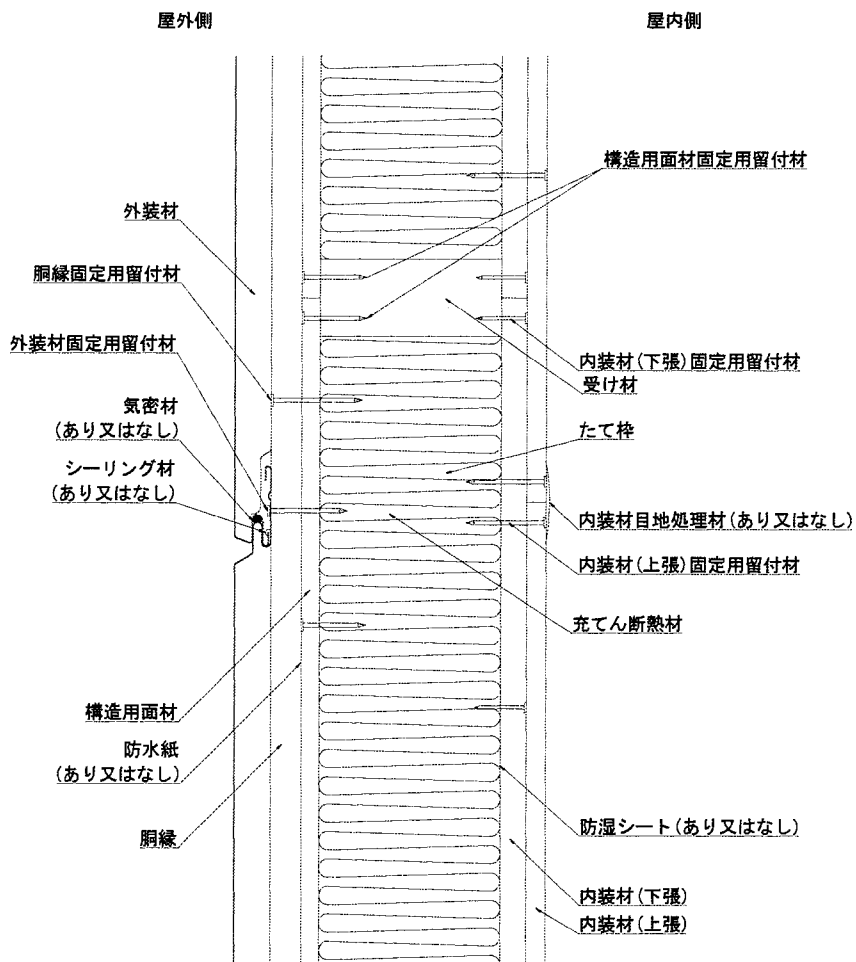 屋外側
屋内側
外装材
胴縁固定用留付材
外装材固定用留付材
気密材
(あり又はなし)
シーリング材
(あり又はなし)
構造用面材
防水紙
(あり又はなし)
胴縁
構造用面材固定用留付材
内装材(下張)固定用留付材
受け材
たて枠
内装材目地処理材(あり又はなし)
内装材(上張)固定用留付材
充てん断熱材
防湿シート(あり又はなし)
内装材(下張)
内装材(上張)